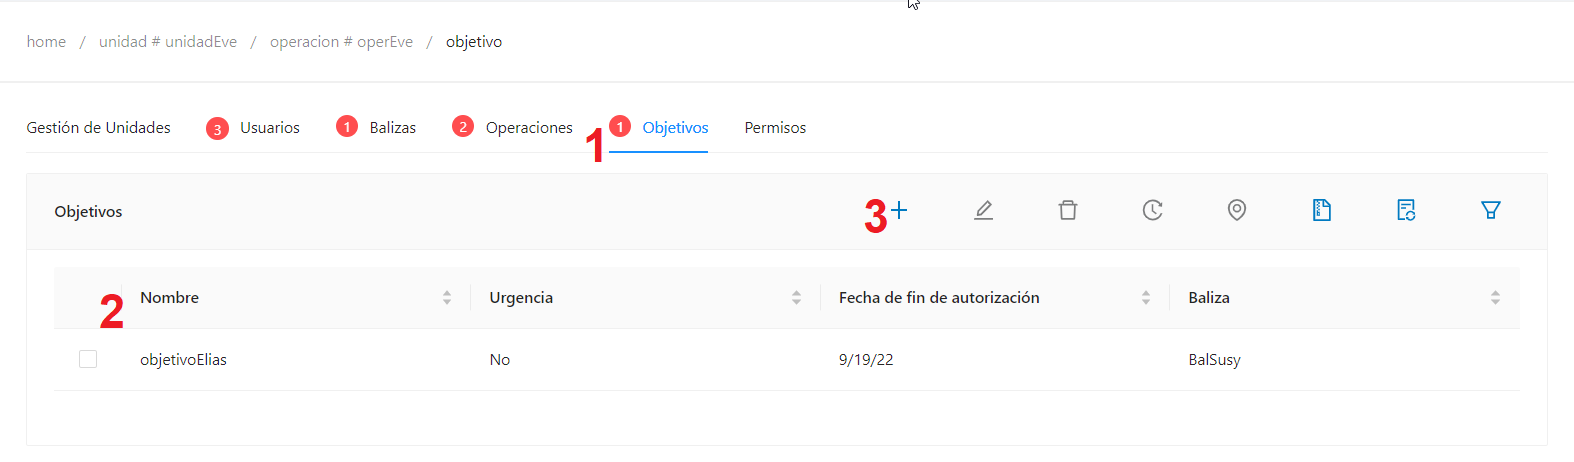 home / unidad # unidadEve / operacion # operEve / objetivo
Gestión de Unidades 3 Usuarios 1 Balizas 2 Operaciones 1 1 Objetivos Permisos
Objetivos 3
2 Nombre Urgencia Fecha de fin de autorización Baliza
objetivoElias No 9/19/22 BalSusy